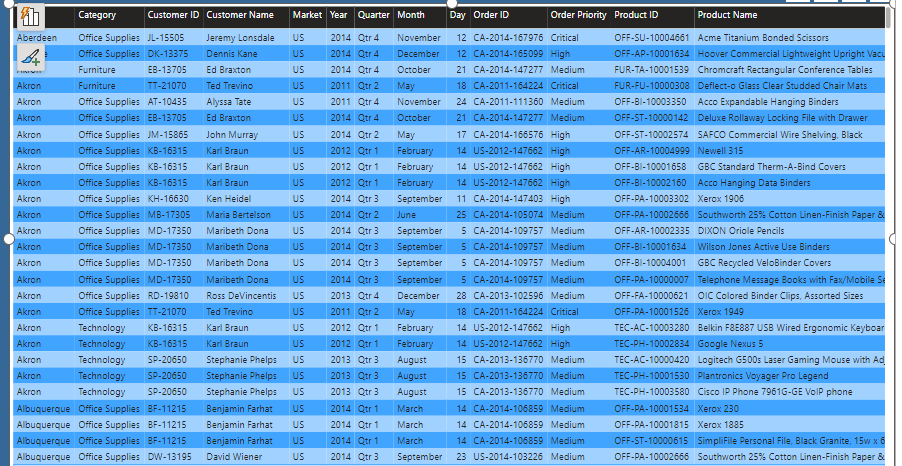 Category Customer ID Customer Name Market Year Quarter Month Day Order ID Order Priority Product ID Product Name
Aberdeen Office Supplies JL-15505 Jeremy Lonsdale US 2014 Qtr 4 November 12 CA-2014-167976 Critical OFF-SU-10004661 Acme Titanium Bonded Scissors
Office Supplies DK-13375 Dennis Kane US 2014 Qtr 4 December 12 CA-2014-165099 High OFF-AP-10001634 Hoover Commercial Lightweight Upright Vacu
Akron Furniture EB-13705 Ed Braxton US 2014 Qtr 4 October 21 CA-2014-147277 Medium FUR-TA-10001539 Chromcraft Rectangular Conference Tables
Akron Furniture TT-21070 Ted Trevino US 2011 Qtr 2 May 18 CA-2011-164224 Critical FUR-FU-10000308 Deflect-o Glass Clear Studded Chair Mats
Akron Office Supplies AT-10435 Alyssa Tate US 2011 Qtr 4 November 24 CA-2011-111360 Medium OFF-BI-10003350 Acco Expandable Hanging Binders
Akron Office Supplies EB-13705 Ed Braxton US 2014 Qtr 4 October 21 CA-2014-147277 Medium OFF-ST-10000142 Deluxe Rollaway Locking File with Drawer
Akron Office Supplies JM-15865 John Murray US 2014 Qtr 2 May 17 CA-2014-166576 High OFF-ST-10002574 SAFCO Commercial Wire Shelving, Black
Akron Office Supplies KB-16315 Karl Braun US 2012 Qtr 1 February 14 US-2012-147662 High OFF-AR-10004999 Newell 315
Akron Office Supplies KB-16315 Karl Braun US 2012 Qtr 1 February 14 US-2012-147662 High OFF-BI-10001658 GBC Standard Therm-A-Bind Covers
Akron Office Supplies KB-16315 Karl Braun US 2012 Qtr 1 February 14 US-2012-147662 High OFF-BI-10002160 Acco Hanging Data Binders
Akron Office Supplies KH-16630 Ken Heidel US 2014 Qtr 3 September 11 CA-2014-147403 High OFF-PA-10003302 Xerox 1906
Akron Office Supplies MB-17305 Maria Bertelson US 2014 Qtr 2 June 25 CA-2014-105074 Medium OFF-PA-10002666 Southworth 25% Cotton Linen-Finish Paper &
Akron Office Supplies MD-17350 Maribeth Dona US 2014 Qtr 3 September 5 CA-2014-109757 Medium OFF-AR-10002335 DIXON Oriole Pencils
Akron Office Supplies MD-17350 Maribeth Dona US 2014 Qtr 3 September 5 CA-2014-109757 Medium OFF-BI-10001634 Wilson Jones Active Use Binders
Akron Office Supplies MD-17350 Maribeth Dona US 2014 Qtr 3 September 5 CA-2014-109757 Medium OFF-BI-10004001 GBC Recycled VeloBinder Covers
Akron Office Supplies MD-17350 Maribeth Dona US 2014 Qtr 3 September 5 CA-2014-109757 Medium OFF-PA-10000007 Telephone Message Books with Fax/Mobile Se
Akron Office Supplies RD-19810 Ross DeVincentis US 2013 Qtr 4 December 28 CA-2013-102596 Medium OFF-FA-10000621 OIC Colored Binder Clips, Assorted Sizes
Akron Office Supplies TT-21070 Ted Trevino US 2011 Qtr 2 May 18 CA-2011-164224 Critical OFF-PA-10001526 Xerox 1949
Akron Technology KB-16315 Karl Braun US 2012 Qtr 1 February 14 US-2012-147662 High TEC-AC-10003280 Belkin F8E887 USB Wired Ergonomic Keyboar
Akron Technology KB-16315 Karl Braun US 2012 Qtr 1 February 14 US-2012-147662 High TEC-PH-10002834 Google Nexus 5
Akron Technology SP-20650 Stephanie Phelps US 2013 Qtr 3 August 15 CA-2013-136770 Medium TEC-AC-10000420 Logitech G500s Laser Gaming Mouse with Adj
Akron Technology SP-20650 Stephanie Phelps US 2013 Qtr 3 August 15 CA-2013-136770 Medium TEC-PH-10001530 Plantronics Voyager Pro Legend
Akron Technology SP-20650 Stephanie Phelps US 2013 Qtr 3 August 15 CA-2013-136770 Medium TEC-PH-10003580 Cisco IP Phone 7961G-GE VoIP phone
Albuquerque Office Supplies BF-11215 Benjamin Farhat US 2014 Qtr 1 March 14 CA-2014-106859 Medium OFF-PA-10001534 Xerox 230
Albuquerque Office Supplies BF-11215 Benjamin Farhat US 2014 Qtr 1 March 14 CA-2014-106859 Medium OFF-PA-10001815 Xerox 1885
Albuquerque Office Supplies BF-11215 Benjamin Farhat US 2014 Qtr 1 March 14 CA-2014-106859 Medium OFF-ST-10000615 SimpliFile Personal File, Black Granite, 15w x 6
Albuquerque Office Supplies DW-13195 David Wiener US 2014 Qtr 3 September 23 US-2014-103226 Medium OFF-PA-10002666 Southworth 25% Cotton Linen-Finish Paper &